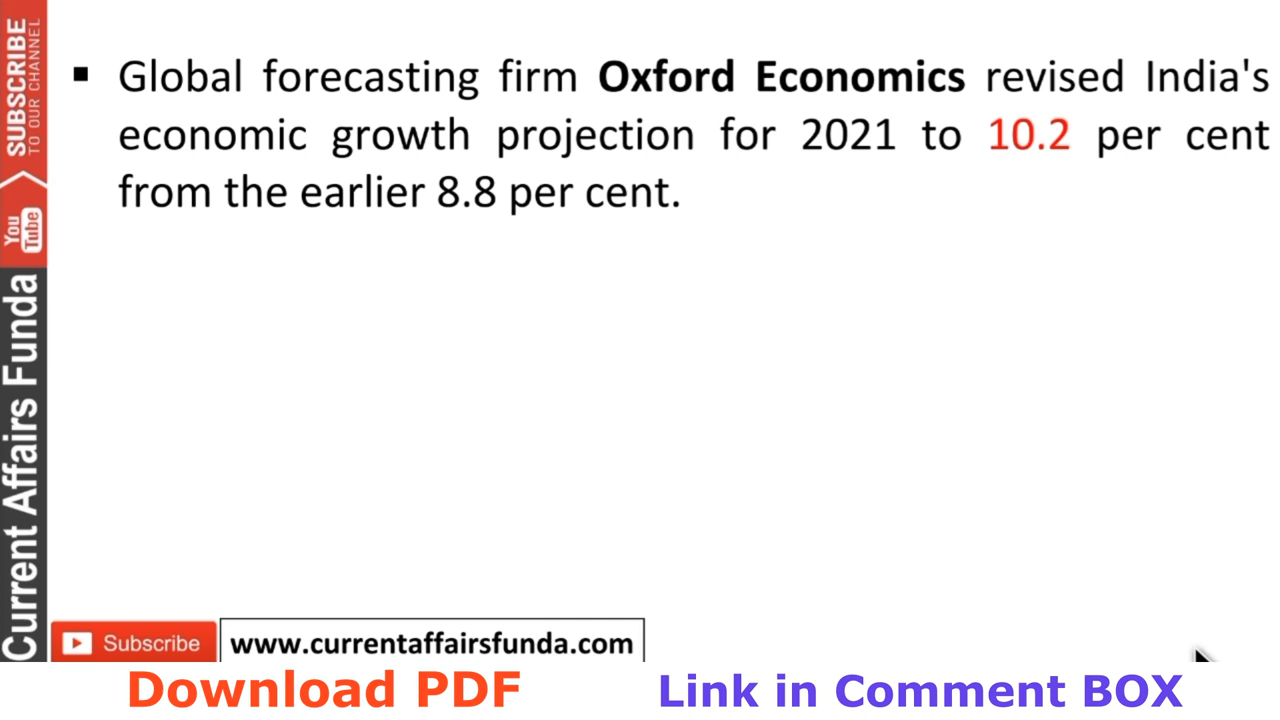 ▪ Global forecasting firm Oxford Economics revised India's
economic growth projection for 2021 to 10.2 per cent
from the earlier 8.8 per cent.
SUBSCRIBE
TO OUR CHANNEL
You
Tube
Current Affairs Funda
Subscribe
www.currentaffairsfunda.com
Download PDF
Link in Comment BOX